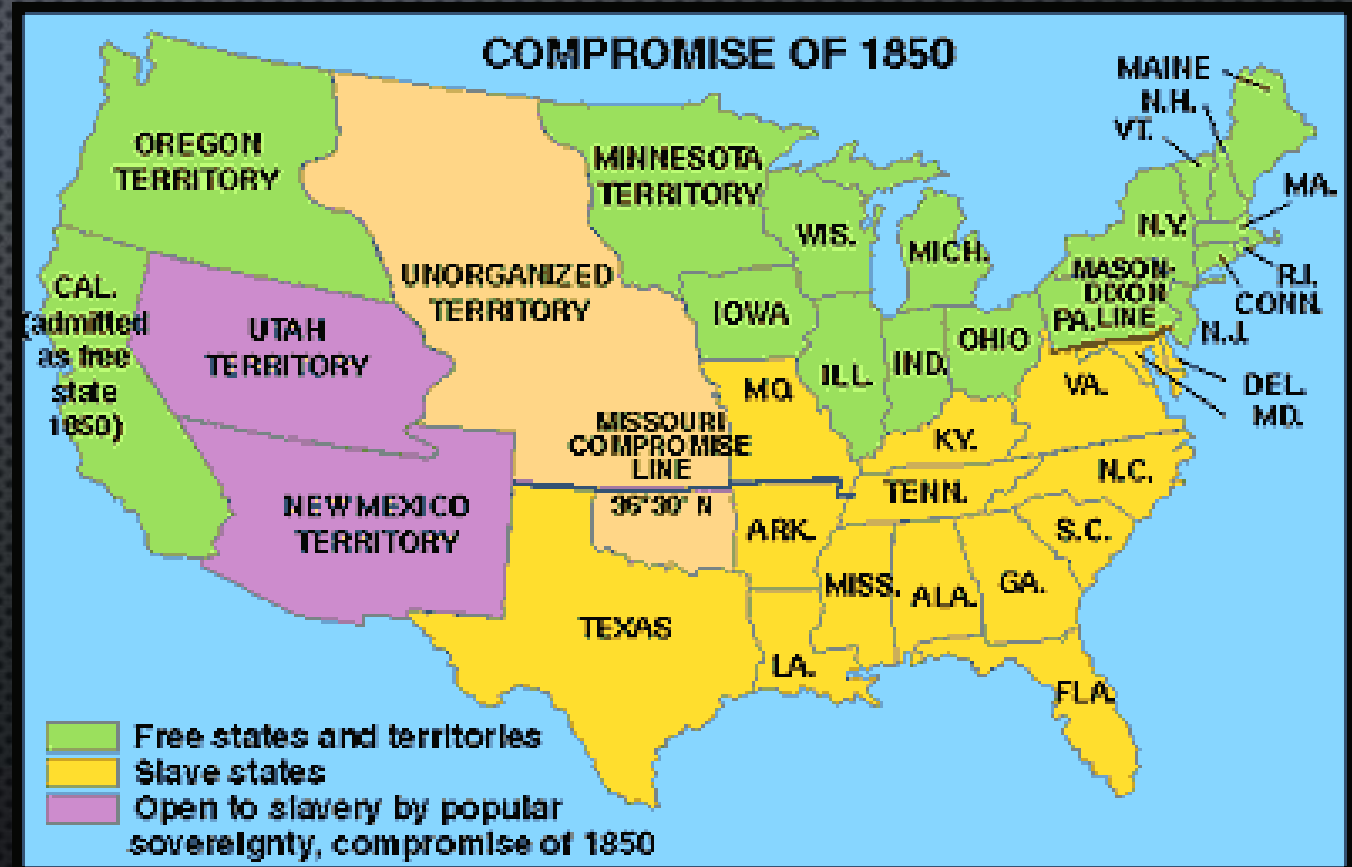 COMPROMISE OF 1850
MAINE
N.H.
VT.
MA.
OREGON
TERRITORY
MINNESOTA
TERRITORY
N.Y.
WIS.
MICH.
UNORGANIZED
TERRITORY
MASON-
DIXON
LINE
PA.
R.I.
CONN.
N.J.
CAL.
(admitted
as free
state
1850)
UTAH
TERRITORY
IOWA
OHIO
ILL.
IND.
MO.
VA.
DEL.
MD.
MISSOURI
COMPROMISE
LINE
36°30' N
KY.
N.C.
TENN.
NEW MEXICO
TERRITORY
ARK.
S.C.
MISS.
ALA.
GA.
TEXAS
LA.
FLA.
Free states and territories
Slave states
Open to slavery by popular
sovereignty, compromise of 1850